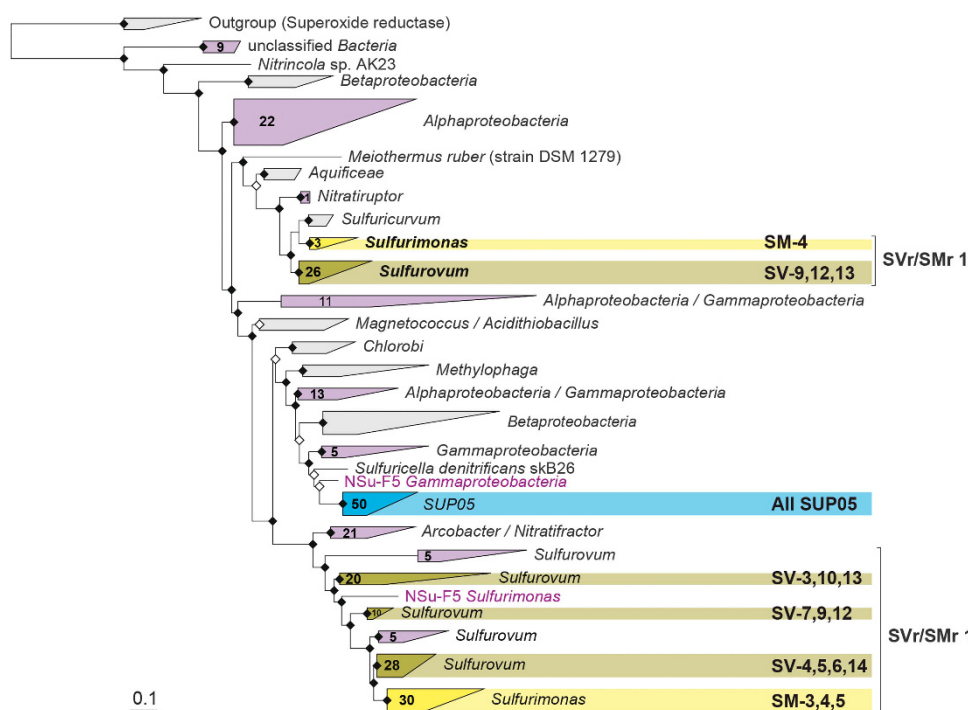 Outgroup (Superoxide reductase)
9 unclassified Bacteria
Nitrincola sp. AK23
Betaproteobacteria
22 Alphaproteobacteria
Meiothermus ruber (strain DSM 1279)
Aquificeae
1 Nitratiruptor
Sulfuricurvum
3 Sulfurimonas SM-4
SVr/SMr 1
26 Sulfurovum SV-9,12,13
11 Alphaproteobacteria / Gammaproteobacteria
Magnetococcus / Acidithiobacillus
Chlorobi
Methylophaga
13 Alphaproteobacteria / Gammaproteobacteria
Betaproteobacteria
5 Gammaproteobacteria
Sulfuricella denitrificans skB26
NSu-F5 Gammaproteobacteria
50 SUP05 All SUP05
21 Arcobacter / Nitratifractor
5 Sulfurovum
20 Sulfurovum SV-3,10,13
NSu-F5 Sulfurimonas
10 Sulfurovum SV-7,9,12
5 Sulfurovum
SVr/SMr 1
28 Sulfurovum SV-4,5,6,14
30 Sulfurimonas SM-3,4,5
0.1